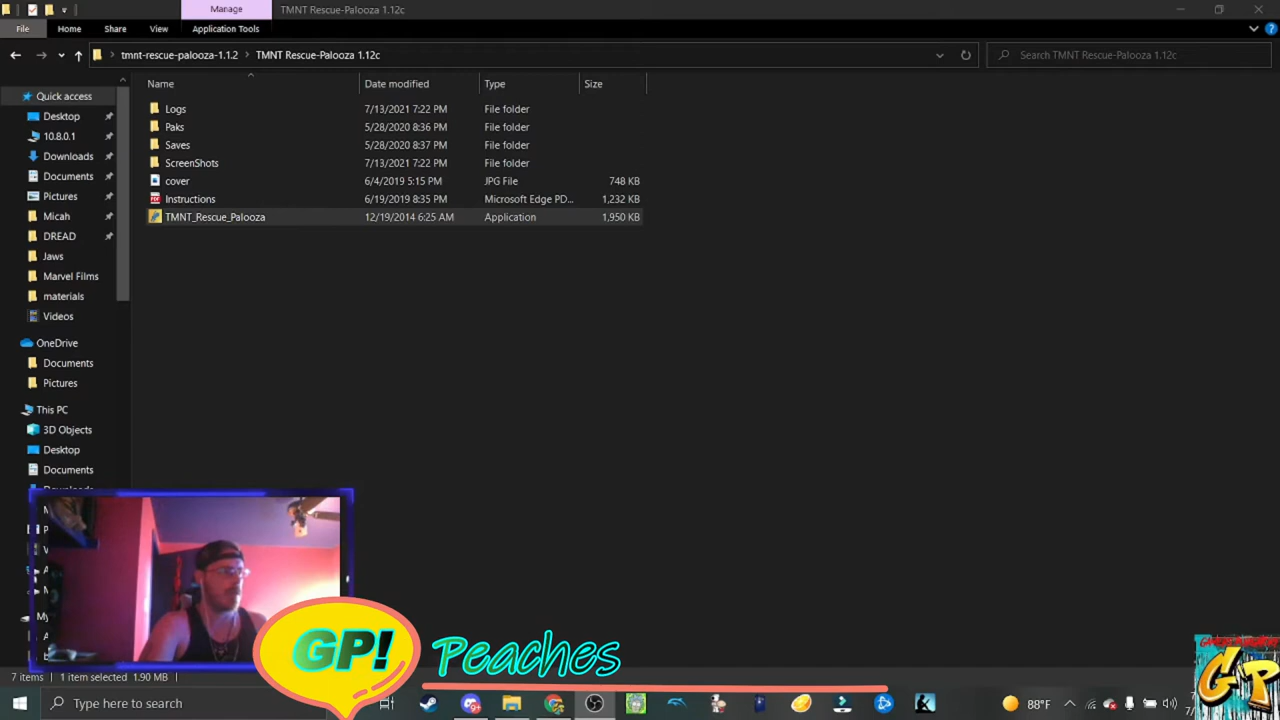 Manage TMNT Rescue-Palooza 1.12c
File Home Share View Application Tools
tmnt-rescue-palooza-1.1.2 TMNT Rescue-Palooza 1.12c Search TMNT Rescue-Palooza 1.12c
Name Date modified Type Size
Quick access
Desktop
10.8.0.1
Downloads
Documents
Pictures
Micah
DREAD
Jaws
Marvel Films
materials
Videos
OneDrive
Documents
Pictures
This PC
3D Objects
Desktop
Documents
Logs 7/13/2021 7:22 PM File folder
Paks 5/28/2020 8:36 PM File folder
Saves 5/28/2020 8:37 PM File folder
ScreenShots 7/13/2021 7:22 PM File folder
cover 6/4/2019 5:15 PM JPG File 748 KB
Instructions 6/19/2019 8:35 PM Microsoft Edge PD... 1,232 KB
TMNT_Rescue_Palooza 12/19/2014 6:25 AM Application 1,950 KB
GP! Peaches
7 items 1 item selected 1.90 MB
Type here to search 88°F
GP